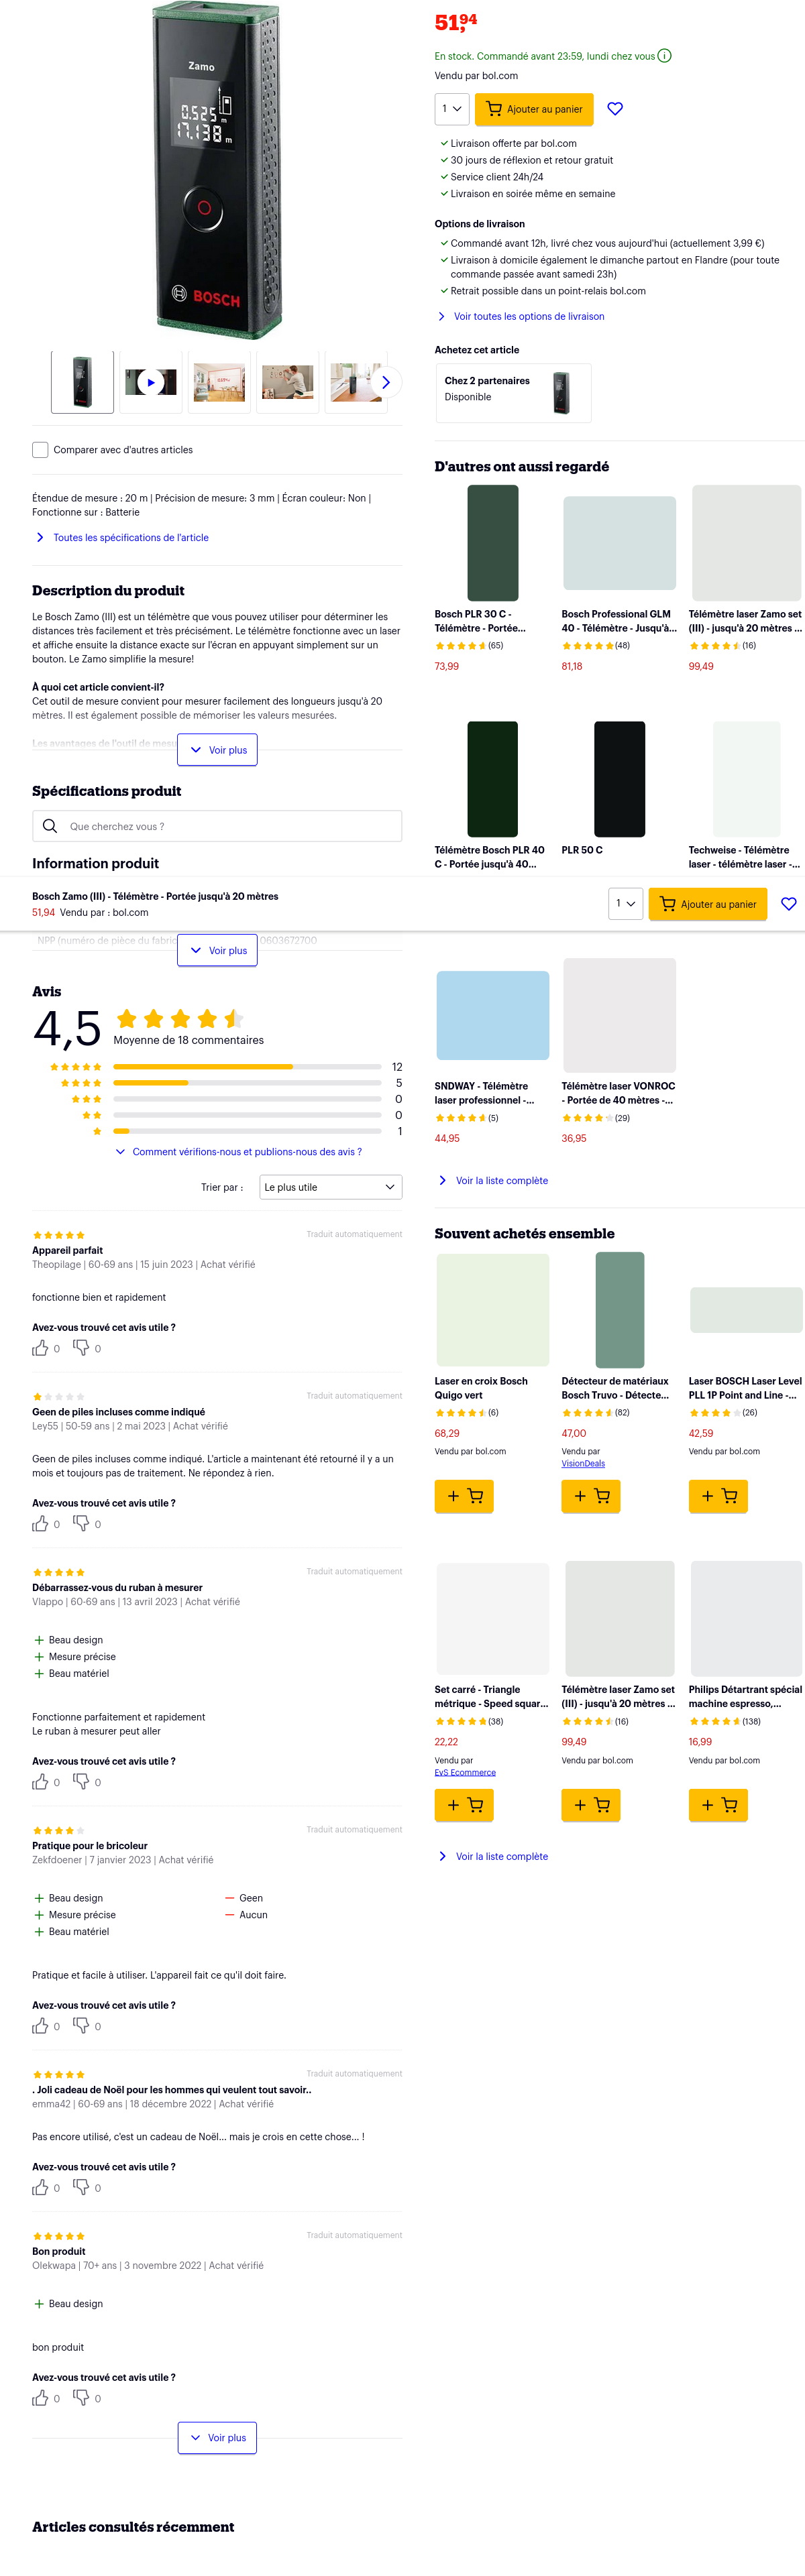 Zamo
0.525 m
17.138 m
BOSCH
Comparer avec d'autres articles
Étendue de mesure : 20 m | Précision de mesure: 3 mm | Écran couleur: Non |
Fonctionne sur : Batterie
Toutes les spécifications de l'article
Description du produit
Le Bosch Zamo (III) est un télémètre que vous pouvez utiliser pour déterminer les
distances très facilement et très précisément. Le télémètre fonctionne avec un laser
et affiche ensuite la distance exacte sur l'écran en appuyant simplement sur un
bouton. Le Zamo simplifie la mesure!
À quoi cet article convient-il?
Cet outil de mesure convient pour mesurer facilement des longueurs jusqu'à 20
mètres. Il est également possible de mémoriser les valeurs mesurées.
Les avantages de l'outil de mesu
Voir plus
Spécifications produit
Que cherchez vous ?
Information produit
51,94
En stock. Commandé avant 23:59, lundi chez vous
Vendu par bol.com
1
Ajouter au panier
Livraison offerte par bol.com
30 jours de réflexion et retour gratuit
Service client 24h/24
Livraison en soirée même en semaine
Options de livraison
Commandé avant 12h, livré chez vous aujourd'hui (actuellement 3,99 €)
Livraison à domicile également le dimanche partout en Flandre (pour toute
commande passée avant samedi 23h)
Retrait possible dans un point-relais bol.com
Voir toutes les options de livraison
Achetez cet article
Chez 2 partenaires
Disponible
D'autres ont aussi regardé
Bosch PLR 30 C -
Télémètre - Portée...
(65)
73,99
Bosch Professional GLM
40 - Télémètre - Jusqu'à...
(48)
81,18
Télémètre laser Zamo set
(III) - jusqu'à 20 mètres ...
(16)
99,49
Télémètre Bosch PLR 40
C - Portée jusqu'à 40...
PLR 50 C
Techweise - Télémètre
laser - télémètre laser -...
Bosch Zamo (III) - Télémètre - Portée jusqu'à 20 mètres
51,94 Vendu par : bol.com
1
Ajouter au panier
NPP (numéro de pièce du fabric
0603672700
Voir plus
Avis
4,5
Moyenne de 18 commentaires
12
5
0
0
1
Comment vérifions-nous et publions-nous des avis ?
Trier par :
Le plus utile
Traduit automatiquement
Appareil parfait
Theopilage | 60-69 ans | 15 juin 2023 | Achat vérifié
fonctionne bien et rapidement
Avez-vous trouvé cet avis utile ?
0 0
Traduit automatiquement
Geen de piles incluses comme indiqué
Ley55 | 50-59 ans | 2 mai 2023 | Achat vérifié
Geen de piles incluses comme indiqué. L'article a maintenant été retourné il y a un
mois et toujours pas de traitement. Ne répondez à rien.
Avez-vous trouvé cet avis utile ?
0 0
Traduit automatiquement
Débarrassez-vous du ruban à mesurer
Vlappo | 60-69 ans | 13 avril 2023 | Achat vérifié
Beau design
Mesure précise
Beau matériel
Fonctionne parfaitement et rapidement
Le ruban à mesurer peut aller
Avez-vous trouvé cet avis utile ?
0 0
Traduit automatiquement
Pratique pour le bricoleur
Zekfdoener | 7 janvier 2023 | Achat vérifié
Beau design
Mesure précise
Beau matériel
Geen
Aucun
Pratique et facile à utiliser. L'appareil fait ce qu'il doit faire.
Avez-vous trouvé cet avis utile ?
0 0
Traduit automatiquement
. Joli cadeau de Noël pour les hommes qui veulent tout savoir..
emma42 | 60-69 ans | 18 décembre 2022 | Achat vérifié
Pas encore utilisé, c'est un cadeau de Noël... mais je crois en cette chose... !
Avez-vous trouvé cet avis utile ?
0 0
Traduit automatiquement
Bon produit
Olekwapa | 70+ ans | 3 novembre 2022 | Achat vérifié
Beau design
bon produit
Avez-vous trouvé cet avis utile ?
0 0
Voir plus
Articles consultés récemment
SNDWAY - Télémètre
laser professionnel -...
(5)
44,95
Télémètre laser VONROC
- Portée de 40 mètres -...
(29)
36,95
Voir la liste complète
Souvent achetés ensemble
Laser en croix Bosch
Quigo vert
(6)
68,29
Vendu par bol.com
Détecteur de matériaux
Bosch Truvo - Détecte...
(82)
47,00
Vendu par
VisionDeals
Laser BOSCH Laser Level
PLL 1P Point and Line -...
(26)
42,59
Vendu par bol.com
Set carré - Triangle
métrique - Speed squar...
(38)
22,22
Vendu par
EvS Ecommerce
Télémètre laser Zamo set
(III) - jusqu'à 20 mètres ...
(16)
99,49
Vendu par bol.com
Philips Détartrant spécial
machine espresso,...
(138)
16,99
Vendu par bol.com
Voir la liste complète